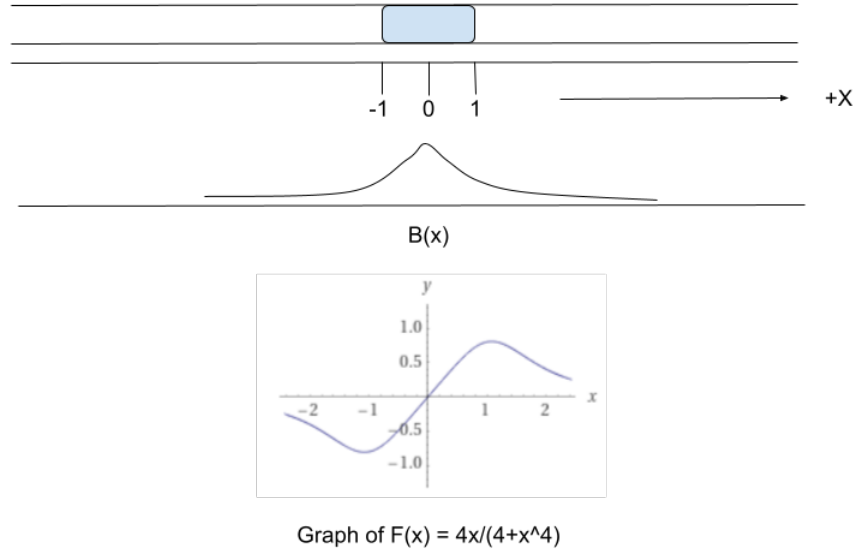 -1 0 1
+X
B(x)
y
1.0
0.5
-2 -1 1 2 x
-0.5
-1.0
Graph of F(x) = 4x/(4+x^4)